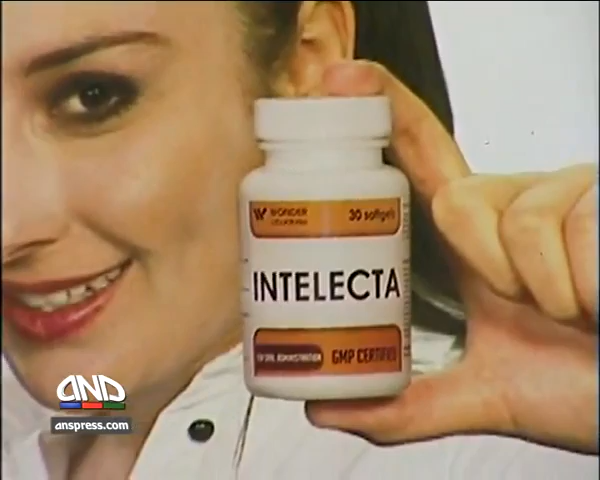 WONDER
30 softgels
INTELECTA
GMP CERTIFIED
AND
anspress.com